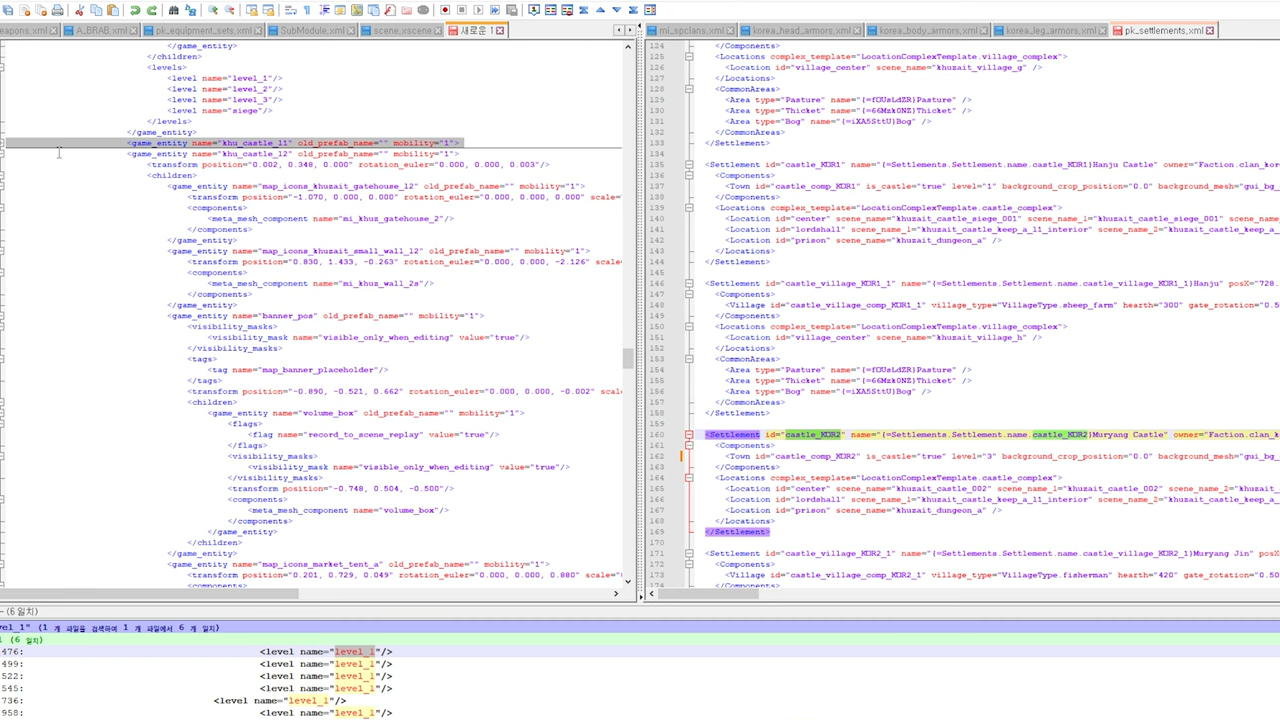 eapons.xml
A_BRAB.xml
pk_equipment_sets.xml
SubModule.xml
scene.xscene
새로운 1
</game_entity>
</children>
<levels>
<level name="level_1"/>
<level name="level_2"/>
<level name="level_3"/>
<level name="siege"/>
</levels>
</game_entity>
<game_entity name="khu_castle_l1" old_prefab_name="" mobility="1">
<game_entity name="khu_castle_l2" old_prefab_name="" mobility="1">
<transform position="0.002, 0.348, 0.000" rotation_euler="0.000, 0.000, 0.003"/>
<children>
<game_entity name="map_icons_khuzait_gatehouse_l2" old_prefab_name="" mobility="1">
<transform position="-1.070, 0.000, 0.000" rotation_euler="0.000, 0.000, 0.000" scale=
<components>
<meta_mesh_component name="mi_khuz_gatehouse_2"/>
</components>
</game_entity>
<game_entity name="map_icons_khuzait_small_wall_l2" old_prefab_name="" mobility="1">
<transform position="0.830, 1.433, -0.263" rotation_euler="0.000, 0.000, -2.126" scale=
<components>
<meta_mesh_component name="mi_khuz_wall_2s"/>
</components>
</game_entity>
<game_entity name="banner_pos" old_prefab_name="" mobility="1">
<visibility_masks>
<visibility_mask name="visible_only_when_editing" value="true"/>
</visibility_masks>
<tags>
<tag name="map_banner_placeholder"/>
</tags>
<transform position="-0.890, -0.521, 0.662" rotation_euler="0.000, 0.000, -0.002" sca
<children>
<game_entity name="volume_box" old_prefab_name="" mobility="1">
<flags>
<flag name="record_to_scene_replay" value="true"/>
</flags>
<visibility_masks>
<visibility_mask name="visible_only_when_editing" value="true"/>
</visibility_masks>
<transform position="-0.748, 0.504, -0.500"/>
<components>
<meta_mesh_component name="volume_box"/>
</components>
</game_entity>
</children>
</game_entity>
<game_entity name="map_icons_market_tent_a" old_prefab_name="" mobility="1">
<transform position="0.201, 0.729, 0.049" rotation_euler="0.000, 0.000, 0.880" scale="
<components>
mi_spclans.xml
korea_head_armors.xml
korea_body_armors.xml
korea_leg_armors.xml
pk_settlements.xml
124 </Components>
125 <Locations complex_template="LocationComplexTemplate.village_complex">
126 <Location id="village_center" scene_name="khuzait_village_g" />
127 </Locations>
128 <CommonAreas>
129 <Area type="Pasture" name="{=fOUsLdZR}Pasture" />
130 <Area type="Thicket" name="{=66MzkONZ}Thicket" />
131 <Area type="Bog" name="{=iXA5SttU}Bog" />
132 </CommonAreas>
133 </Settlement>
134
135 <Settlement id="castle_KOR1" name="{=Settlements.Settlement.name.castle_KOR1}Hanju Castle" owner="Faction.clan_kor
136 <Components>
137 <Town id="castle_comp_KOR1" is_castle="true" level="1" background_crop_position="0.0" background_mesh="gui_bg_
138 </Components>
139 <Locations complex_template="LocationComplexTemplate.castle_complex">
140 <Location id="center" scene_name="khuzait_castle_siege_001" scene_name_1="khuzait_castle_siege_001" scene_name
141 <Location id="lordshall" scene_name_1="khuzait_castle_keep_a_l1_interior" scene_name_2="khuzait_castle_keep_a_
142 <Location id="prison" scene_name="khuzait_dungeon_a" />
143 </Locations>
144 </Settlement>
145
146 <Settlement id="castle_village_KOR1_1" name="{=Settlements.Settlement.name.castle_village_KOR1_1}Hanju" posX="728.
147 <Components>
148 <Village id="castle_village_comp_KOR1_1" village_type="VillageType.sheep_farm" hearth="300" gate_rotation="0.5
149 </Components>
150 <Locations complex_template="LocationComplexTemplate.village_complex">
151 <Location id="village_center" scene_name="khuzait_village_h" />
152 </Locations>
153 <CommonAreas>
154 <Area type="Pasture" name="{=fOUsLdZR}Pasture" />
155 <Area type="Thicket" name="{=66MzkONZ}Thicket" />
156 <Area type="Bog" name="{=iXA5SttU}Bog" />
157 </CommonAreas>
158 </Settlement>
159
160 <Settlement id="castle_KOR2" name="{=Settlements.Settlement.name.castle_KOR2}Muryang Castle" owner="Faction.clan_k
161 <Components>
162 <Town id="castle_comp_KOR2" is_castle="true" level="3" background_crop_position="0.0" background_mesh="gui_bg_
163 </Components>
164 <Locations complex_template="LocationComplexTemplate.castle_complex">
165 <Location id="center" scene_name="khuzait_castle_002" scene_name_1="khuzait_castle_002" scene_name_2="khuzait_
166 <Location id="lordshall" scene_name_1="khuzait_castle_keep_a_l1_interior" scene_name_2="khuzait_castle_keep_a_
167 <Location id="prison" scene_name="khuzait_dungeon_a" />
168 </Locations>
169 </Settlement>
170
171 <Settlement id="castle_village_KOR2_1" name="{=Settlements.Settlement.name.castle_village_KOR2_1}Muryang Jin" posX
172 <Components>
173 <Village id="castle_village_comp_KOR2_1" village_type="VillageType.fisherman" hearth="420" gate_rotation="0.50
174 </Components>
- (6 일치)
evel_1" (1 개 파일을 검색하여 1 개 파일에서 6 개 일치)
1 (6 일치)
476: <level name="level_1"/>
499: <level name="level_1"/>
522: <level name="level_1"/>
545: <level name="level_1"/>
736: <level name="level_1"/>
958: <level name="level_1"/>